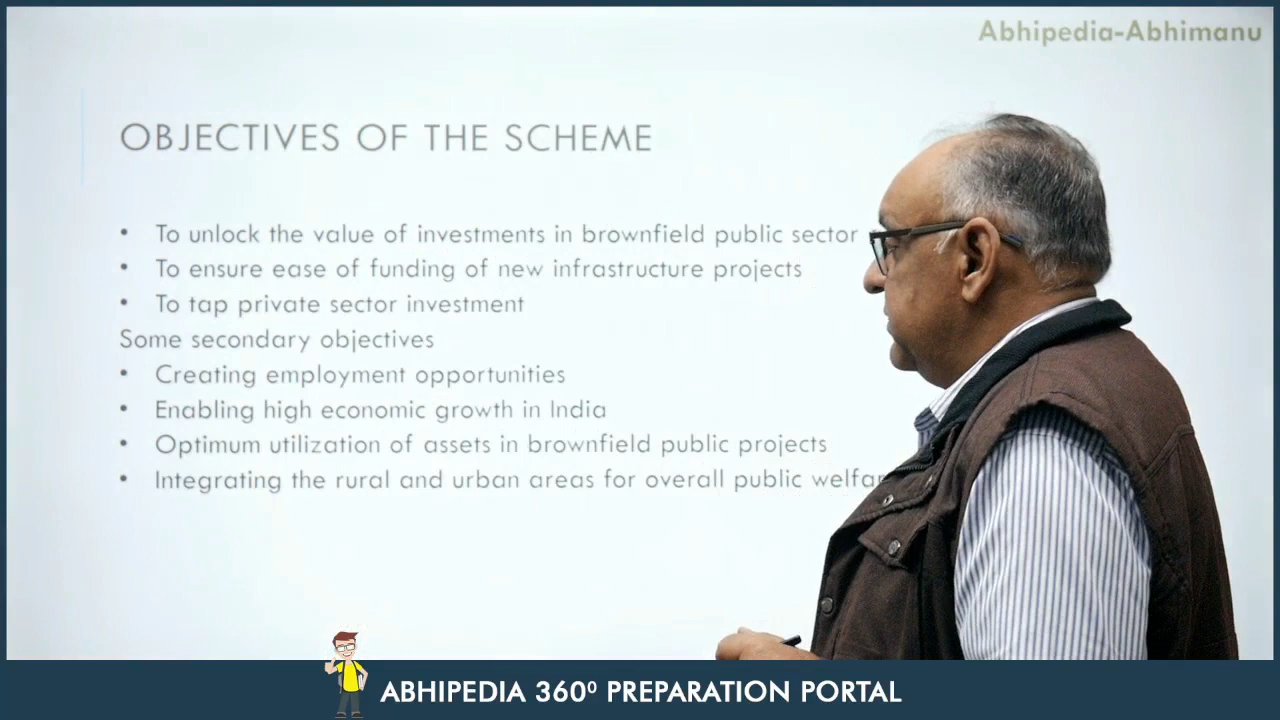 Abhipedia-Abhimanu
OBJECTIVES OF THE SCHEME
• To unlock the value of investments in brownfield public sector
• To ensure ease of funding of new infrastructure projects
• To tap private sector investment
Some secondary objectives
• Creating employment opportunities
• Enabling high economic growth in India
• Optimum utilization of assets in brownfield public projects
• Integrating the rural and urban areas for overall public
ABHIPEDIA 360⁰ PREPARATION PORTAL